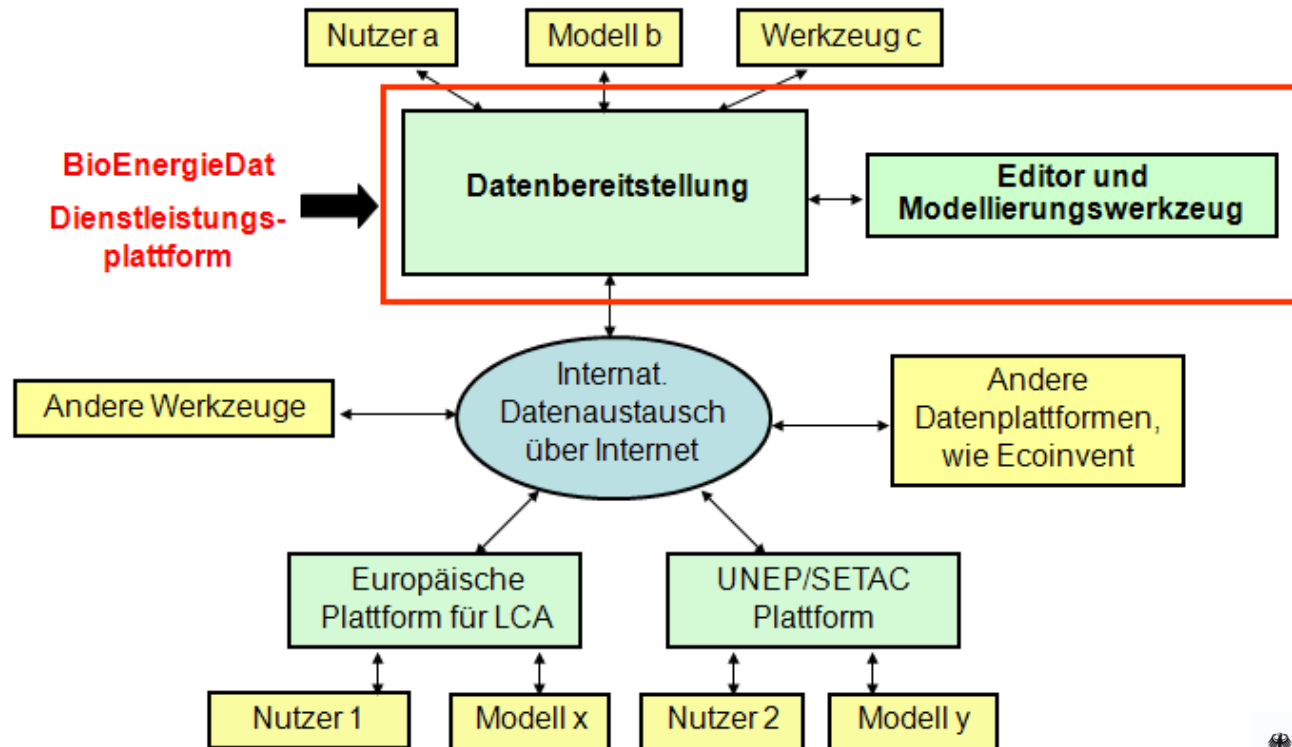 Nutzer a
Modell b
Werkzeug c
BioEnergieDat
Dienstleistungs-
plattform
Datenbereitstellung
Editor und
Modellierungswerkzeug
Internat.
Datenaustausch
über Internet
Andere Werkzeuge
Andere
Datenplattformen,
wie Ecoinvent
Europäische
Plattform für LCA
UNEP/SETAC
Plattform
Nutzer 1
Modell x
Nutzer 2
Modell y